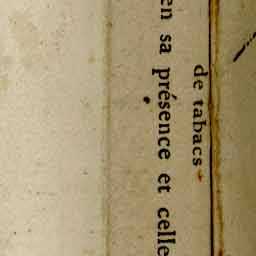 de tabacs
en sa présence et celle